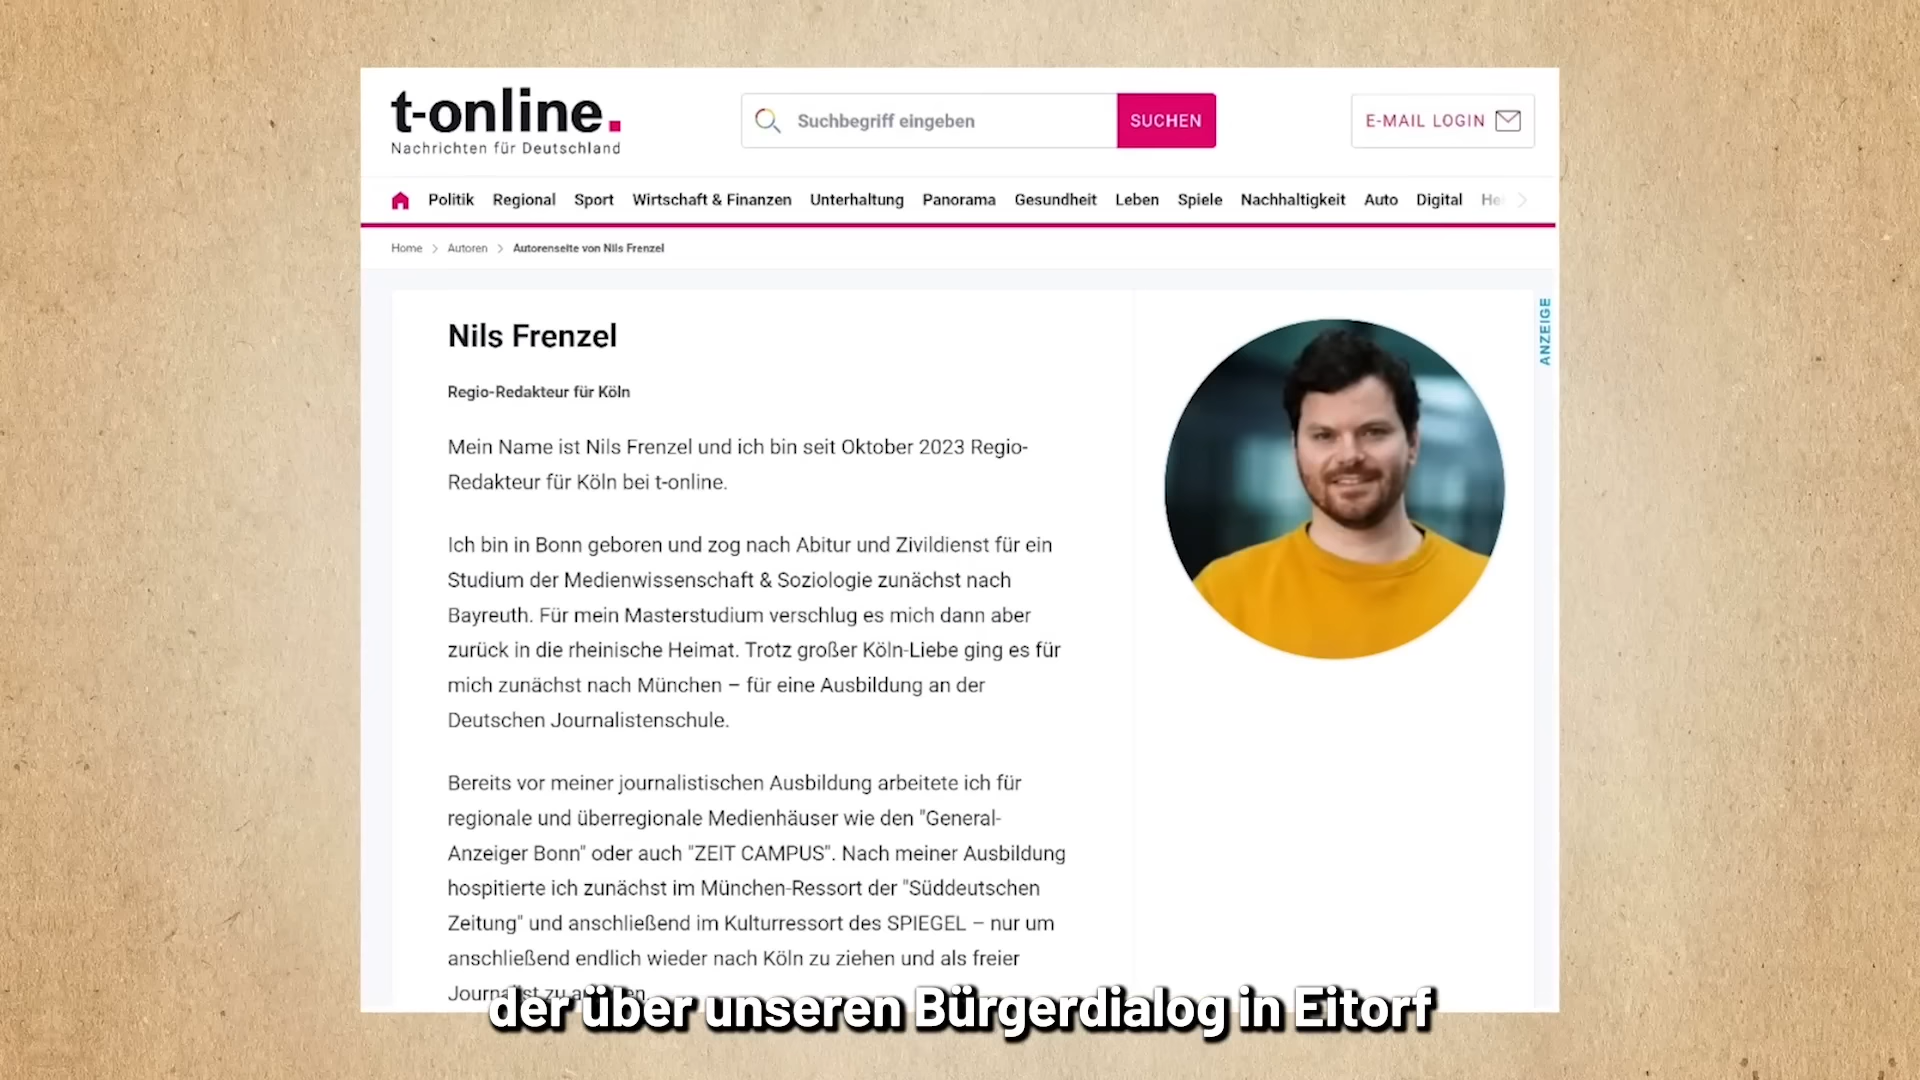 t-online.
Nachrichten für Deutschland
Suchbegriff eingeben
SUCHEN
E-MAIL LOGIN
Politik Regional Sport Wirtschaft & Finanzen Unterhaltung Panorama Gesundheit Leben Spiele Nachhaltigkeit Auto Digital
Home > Autoren > Autorenseite von Nils Frenzel
ANZEIGE
Nils Frenzel
Regio-Redakteur für Köln
Mein Name ist Nils Frenzel und ich bin seit Oktober 2023 Regio-
Redakteur für Köln bei t-online.
Ich bin in Bonn geboren und zog nach Abitur und Zivildienst für ein
Studium der Medienwissenschaft & Soziologie zunächst nach
Bayreuth. Für mein Masterstudium verschlug es mich dann aber
zurück in die rheinische Heimat. Trotz großer Köln-Liebe ging es für
mich zunächst nach München – für eine Ausbildung an der
Deutschen Journalistenschule.
Bereits vor meiner journalistischen Ausbildung arbeitete ich für
regionale und überregionale Medienhäuser wie den "General-
Anzeiger Bonn" oder auch "ZEIT CAMPUS". Nach meiner Ausbildung
hospitierte ich zunächst im München-Ressort der "Süddeutschen
Zeitung" und anschließend im Kulturressort des SPIEGEL – nur um
anschließend endlich wieder nach Köln zu ziehen und als freier
der über unseren Bürgerdialog in Eitorf